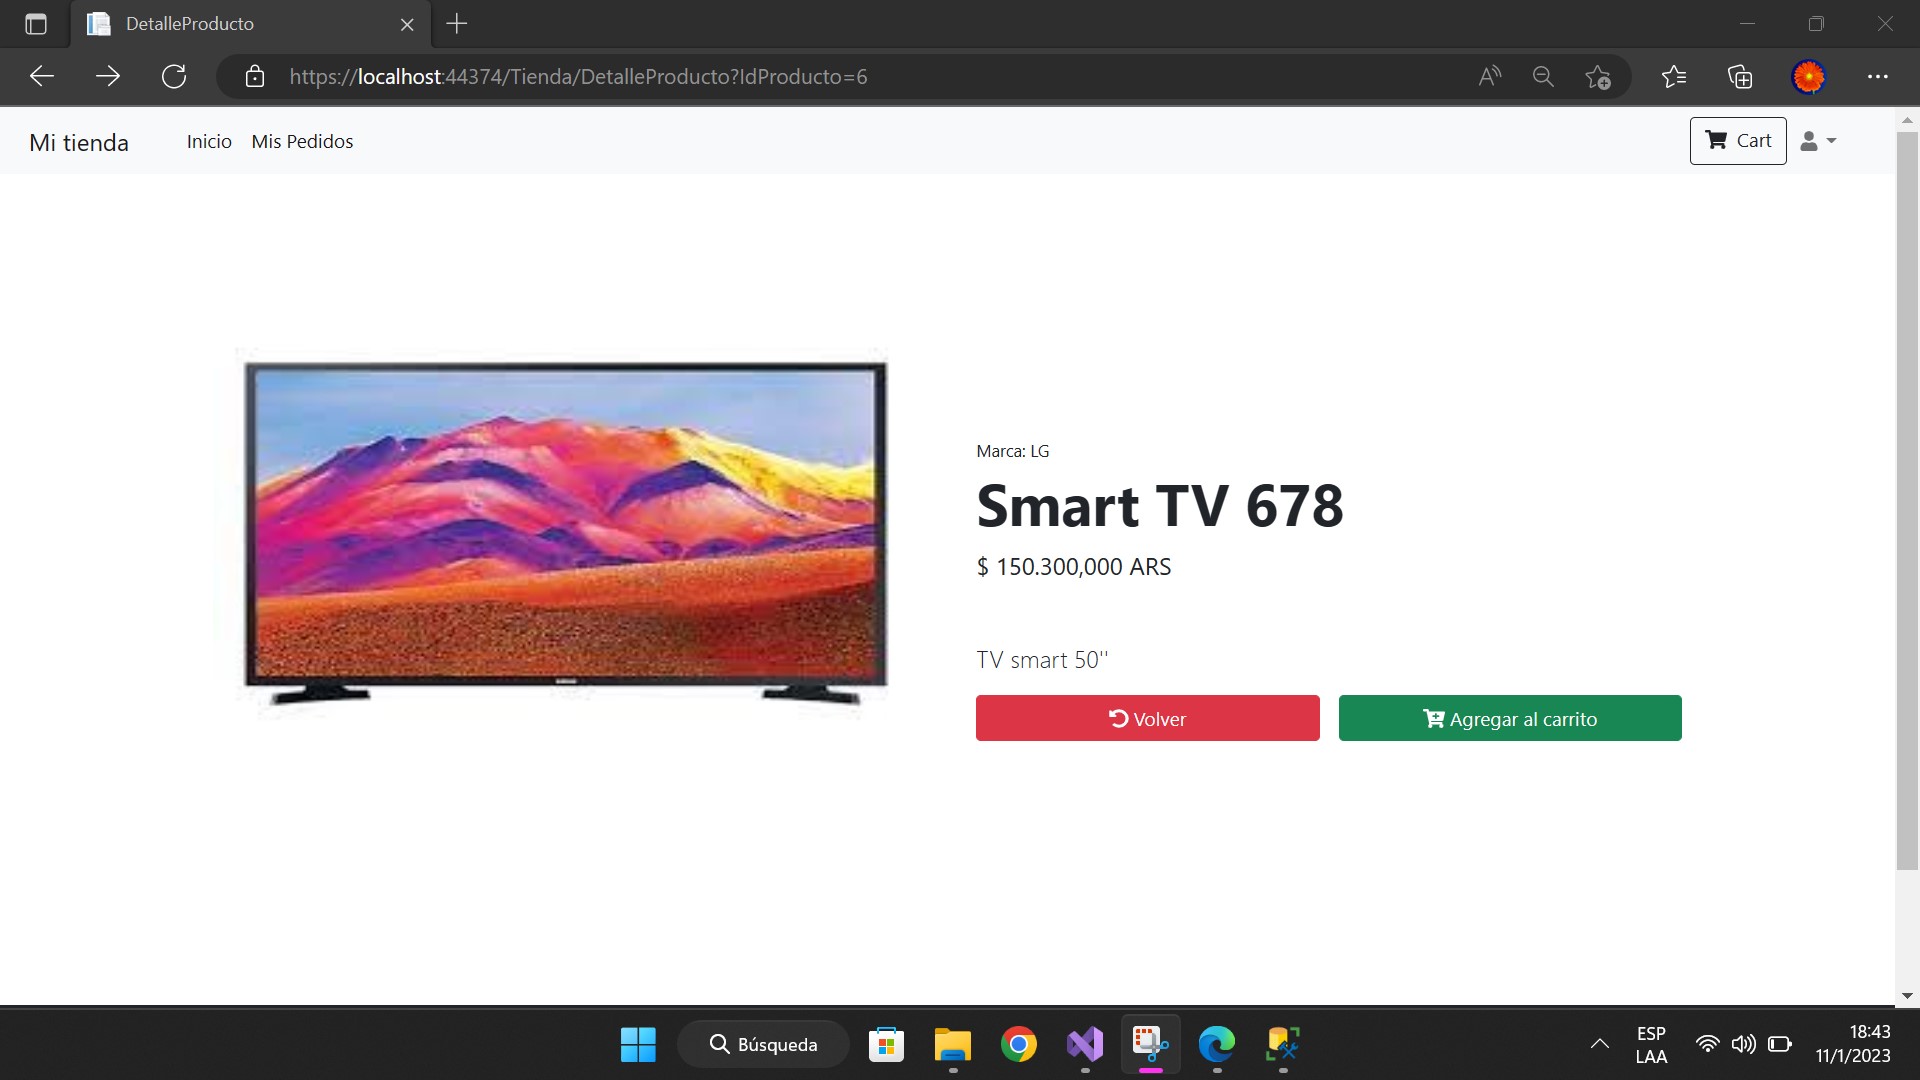 DetalleProducto
https://localhost:44374/Tienda/DetalleProducto?IdProducto=6
Mi tienda Inicio Mis Pedidos Cart
Marca: LG
Smart TV 678
$ 150.300,000 ARS
TV smart 50''
Volver Agregar al carrito
Búsqueda
ESP
LAA
18:43
11/1/2023